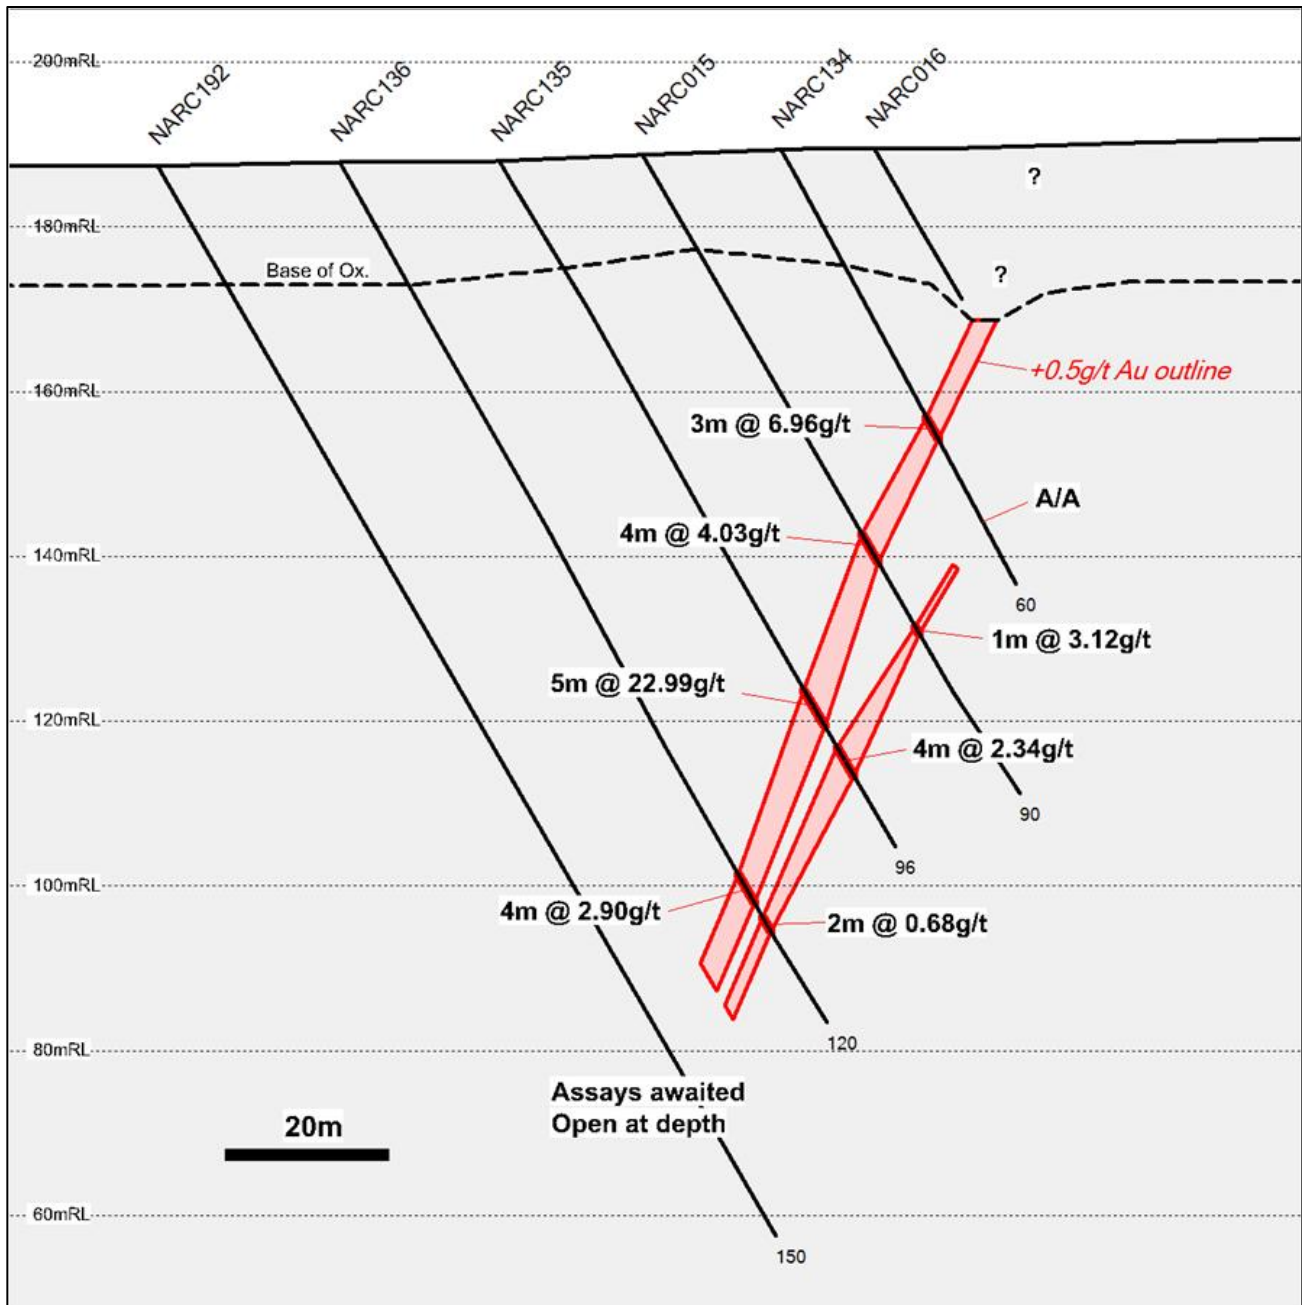 200mRL
NARC192
NARC136
NARC135
NARC015
NARC134
NARC016
?
180mRL
Base of Ox.
?
+0.5g/t Au outline
160mRL
3m @ 6.96g/t
A/A
4m @ 4.03g/t
140mRL
60
1m @ 3.12g/t
5m @ 22.99g/t
120mRL
4m @ 2.34g/t
90
96
100mRL
4m @ 2.90g/t
2m @ 0.68g/t
120
80mRL
Assays awaited
Open at depth
20m
60mRL
150